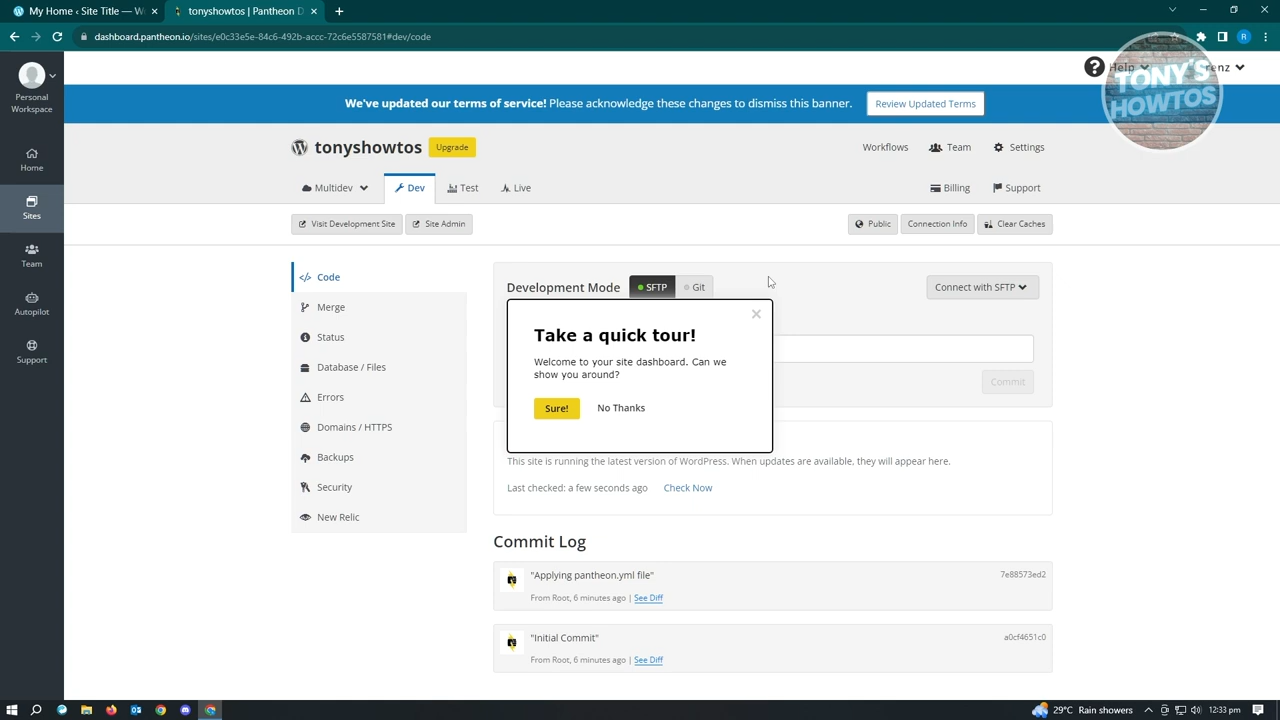 My Home - W
tonyshowtos | Pantheon D
dashboard.pantheon.io/sites/e0c33e5e-84c6-492b-accc-72c6e5587581#dev/code
R
Personal
Workspace
Home
Sites
Team
Autopilot
Support
Help
renz
TONY'S
HOWTOS
We've updated our terms of service! Please acknowledge these changes to dismiss this banner.
Review Updated Terms
tonyshowtos
Upgrade
Workflows
Team
Settings
Multidev
Dev
Test
Live
Billing
Support
Visit Development Site
Site Admin
Public
Connection Info
Clear Caches
</> Code
Merge
Status
Database / Files
Errors
Domains / HTTPS
Backups
Security
New Relic
Development Mode
SFTP
Git
Connect with SFTP
Take a quick tour!
Welcome to your site dashboard. Can we
show you around?
Sure!
No Thanks
Commit
This site is running the latest version of WordPress. When updates are available, they will appear here.
Last checked: a few seconds ago
Check Now
Commit Log
"Applying pantheon.yml file"
7e88573ed2
From Root, 6 minutes ago | See Diff
"Initial Commit"
a0cf4651c0
From Root, 6 minutes ago | See Diff
29°C Rain showers
12:33 pm